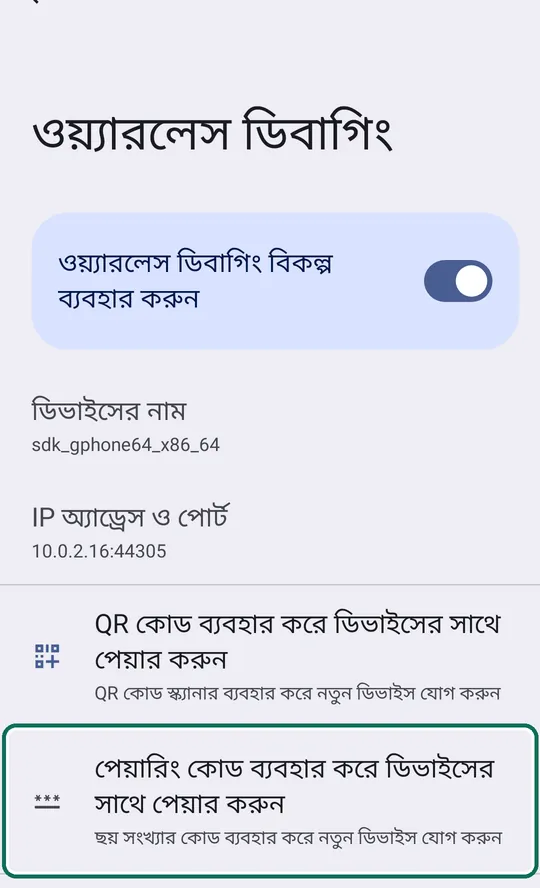 ওয়্যারলেস ডিবাগিং
ওয়্যারলেস ডিবাগিং বিকল্প
ব্যবহার করুন
ডিভাইসের নাম
sdk_gphone64_x86_64
IP অ্যাড্রেস ও পোর্ট
10.0.2.16:44305
QR কোড ব্যবহার করে ডিভাইসের সাথে
পেয়ার করুন
QR কোড স্ক্যানার ব্যবহার করে নতুন ডিভাইস যোগ করুন
পেয়ারিং কোড ব্যবহার করে ডিভাইসের
সাথে পেয়ার করুন
ছয় সংখ্যার কোড ব্যবহার করে নতুন ডিভাইস যোগ করুন